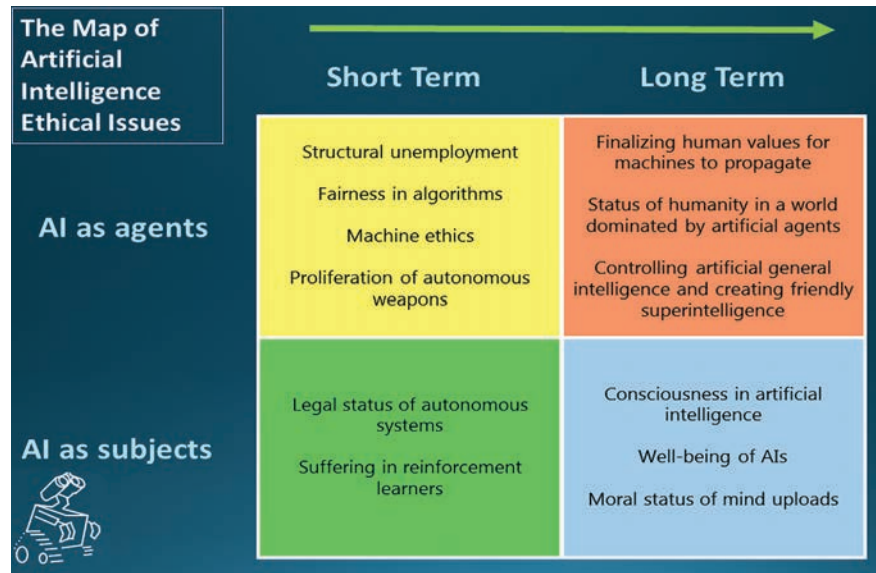 The Map of
Artificial
Intelligence
Ethical Issues
Short Term
Long Term
AI as agents
Structural unemployment
Fairness in algorithms
Machine ethics
Proliferation of autonomous
weapons
Finalizing human values for
machines to propagate
Status of humanity in a world
dominated by artificial agents
Controlling artificial general
intelligence and creating friendly
superintelligence
AI as subjects
Legal status of autonomous
systems
Suffering in reinforcement
learners
Consciousness in artificial
intelligence
Well-being of AIs
Moral status of mind uploads